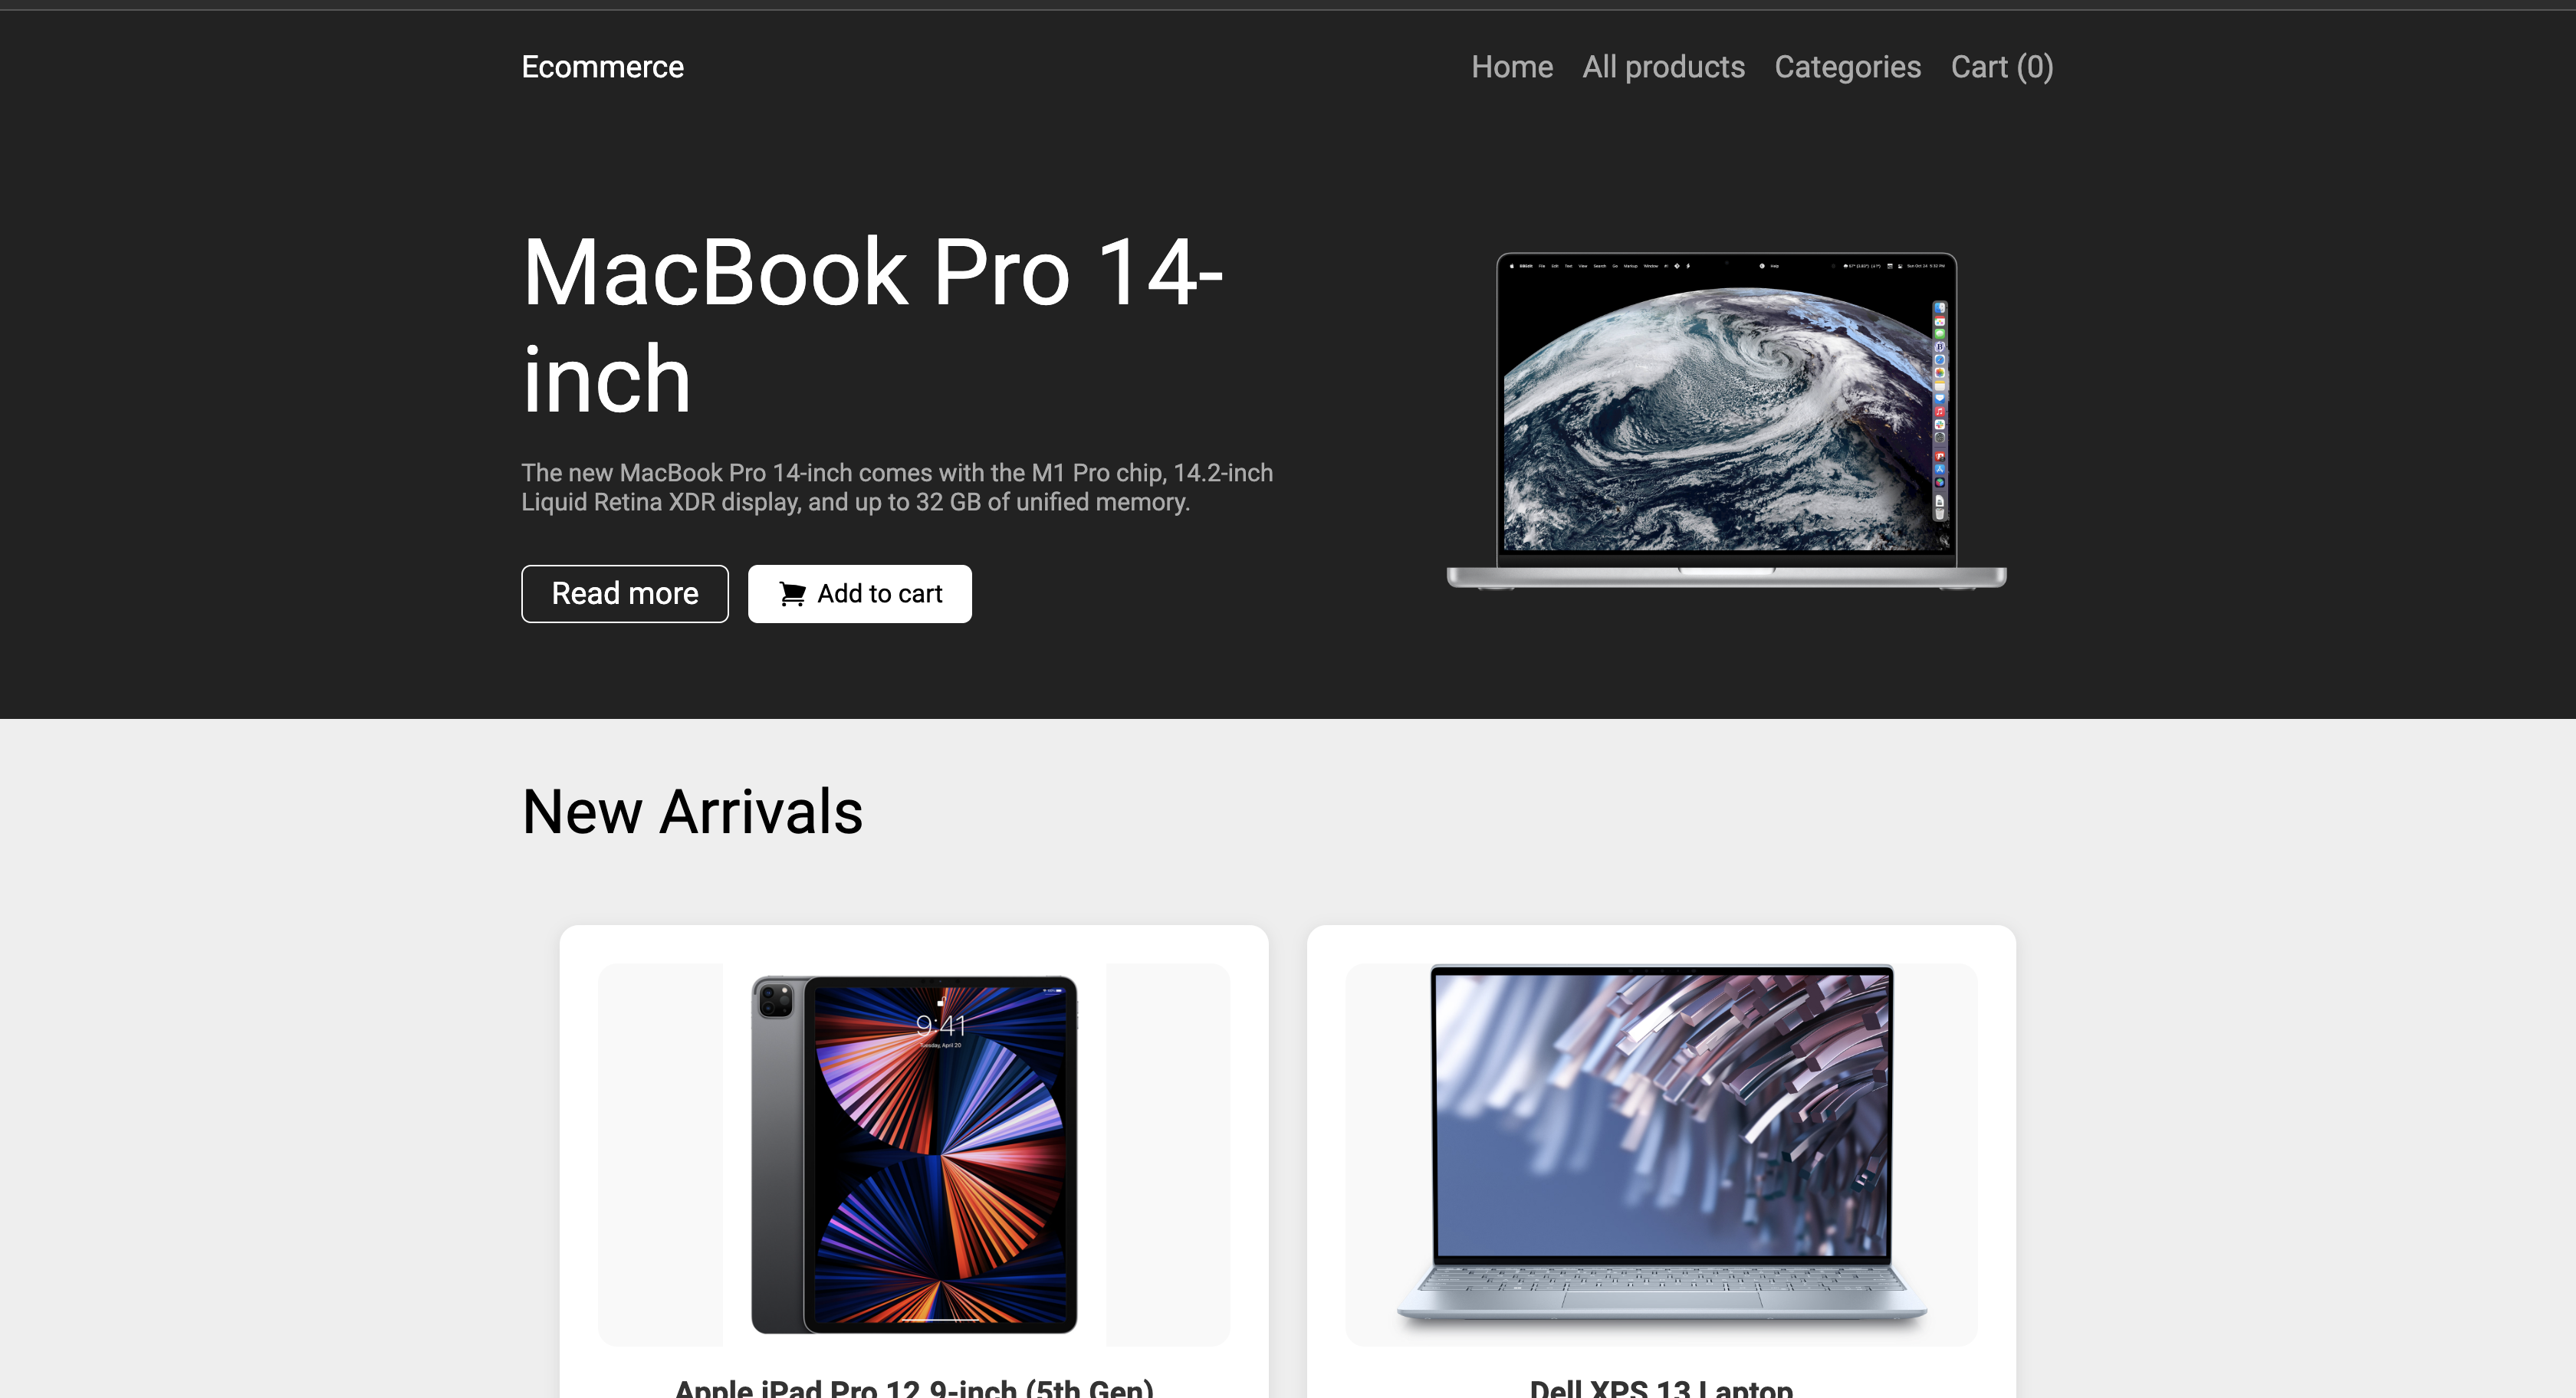 Ecommerce
Home All products Categories Cart (0)
MacBook Pro 14-
inch
The new MacBook Pro 14-inch comes with the M1 Pro chip, 14.2-inch
Liquid Retina XDR display, and up to 32 GB of unified memory.
Read more Add to cart
New Arrivals
9:41
Tuesday, April 20
Apple iPad Pro 12.9-inch (5th Gen)
Dell XPS 13 Laptop